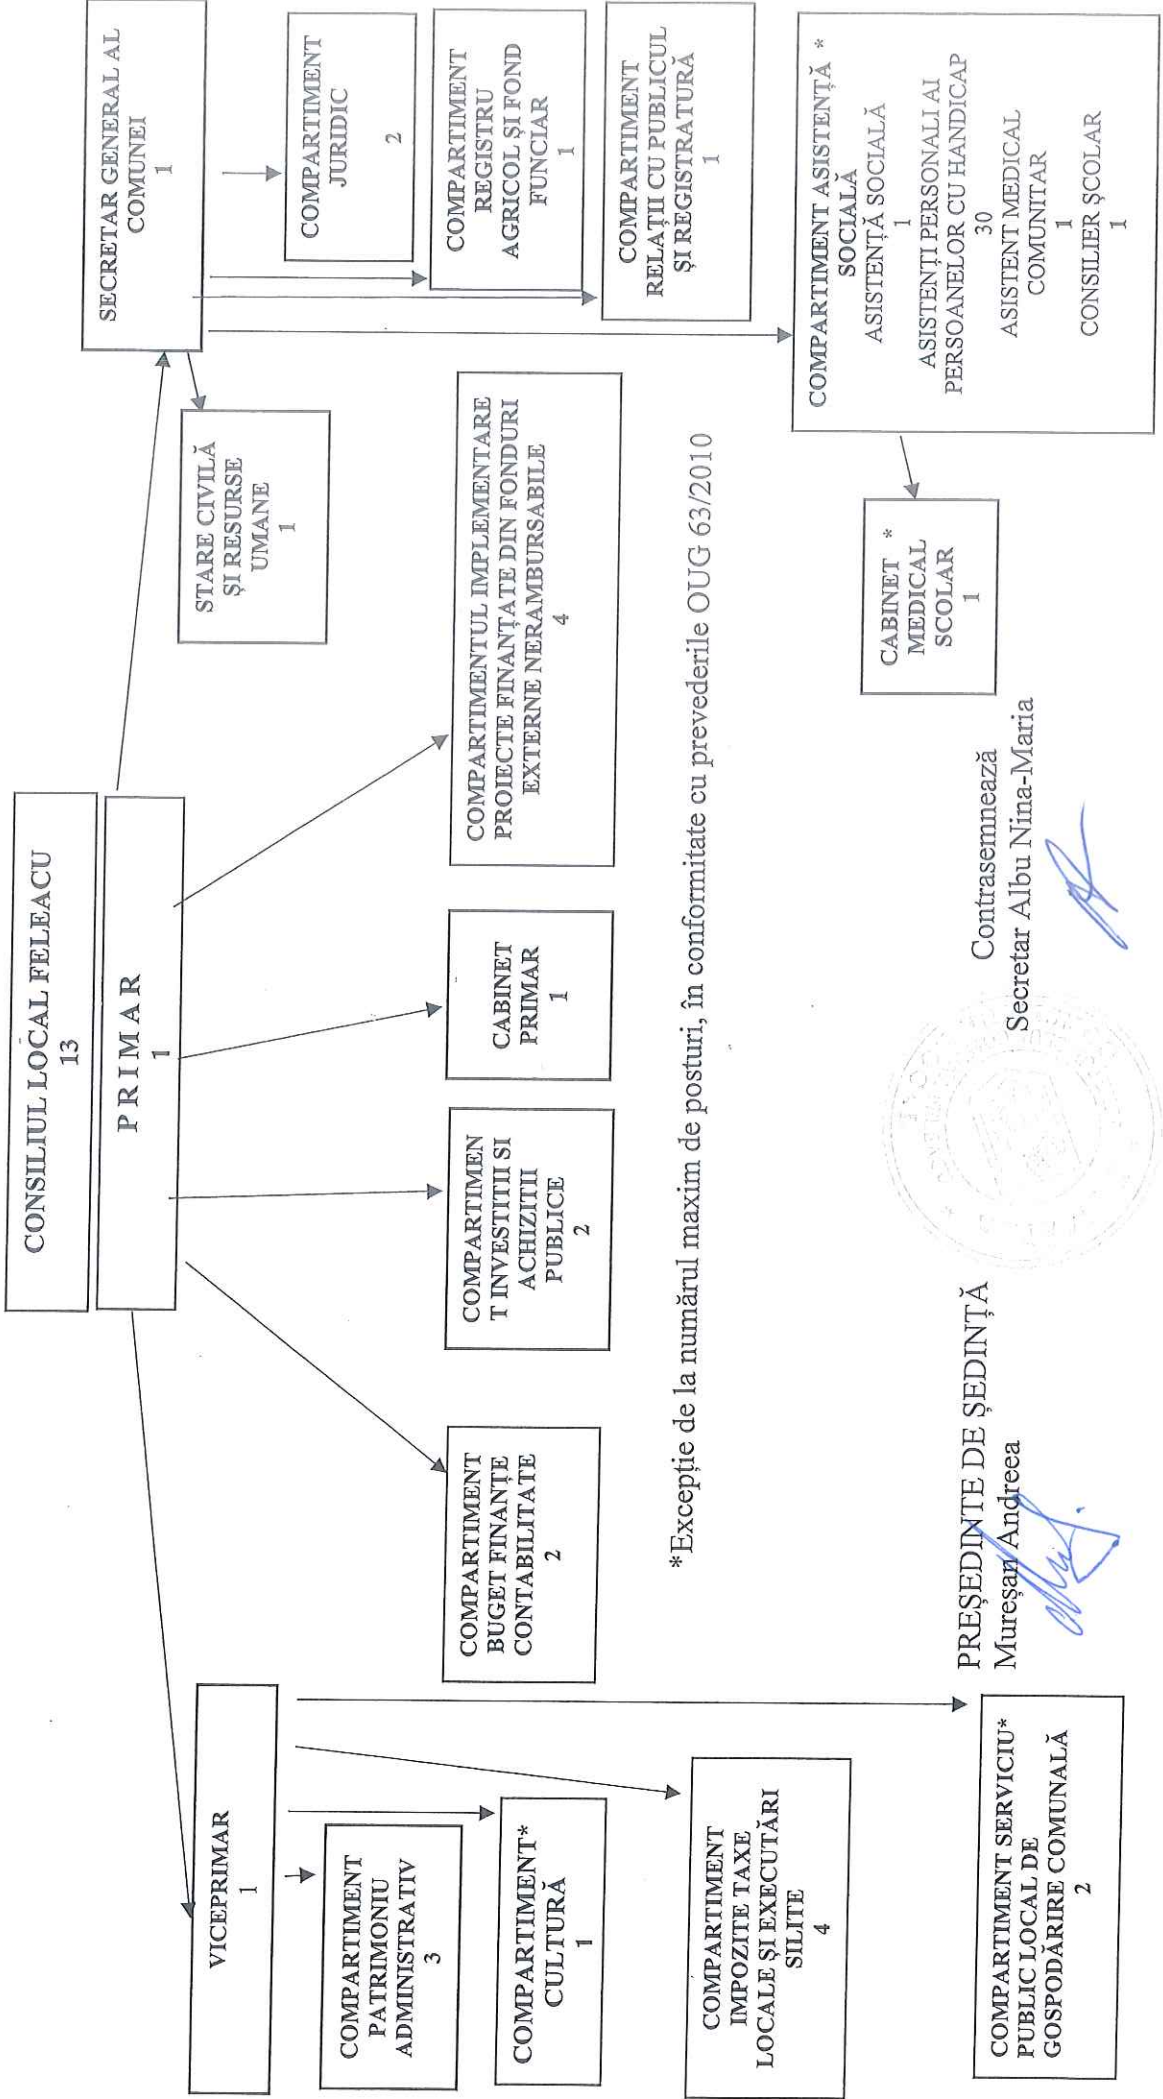 CONSILIUL LOCAL FELEACU
13
PRIMAR
1
VICEPRIMAR
1
SECRETAR GENERAL AL
COMUNEI
1
COMPARTIMENT
PATRIMONIU
ADMINISTRATIV
3
COMPARTIMENT*
CULTURĂ
1
COMPARTIMENT
IMPOZITE TAXE
LOCALE ȘI EXECUTĂRI
SILITE
4
COMPARTIMENT SERVICIU*
PUBLIC LOCAL DE
GOSPODĂRIRE COMUNALĂ
2
COMPARTIMENT
BUGET FINANȚE
CONTABILITATE
2
COMPARTIMEN
T INVESTITII SI
ACHIZITII
PUBLICE
2
CABINET
PRIMAR
1
COMPARTIMENTUL IMPLEMENTARE
PROIECTE FINANȚATE DIN FONDURI
EXTERNE NERAMBURSABILE
4
STARE CIVILĂ
ȘI RESURSE
UMANE
1
COMPARTIMENT
JURIDIC
2
COMPARTIMENT
REGISTRU
AGRICOL ȘI FOND
FUNCIAR
1
COMPARTIMENT
RELAȚII CU PUBLICUL
ȘI REGISTRATURĂ
1
COMPARTIMENT ASISTENȚĂ *
SOCIALĂ
ASISTENȚĂ SOCIALĂ
1
ASISTENȚI PERSONALI AI
PERSOANELOR CU HANDICAP
30
ASISTENT MEDICAL
COMUNITAR
1
CONSILIER ȘCOLAR
1
CABINET *
MEDICAL
SCOLAR
1
*Excepție de la numărul maxim de posturi, în conformitate cu prevederile OUG 63/2010
PREȘEDINTE DE ȘEDINȚĂ
Mureșan Andreea
Contrasemnează
Secretar Albu Nina-Maria